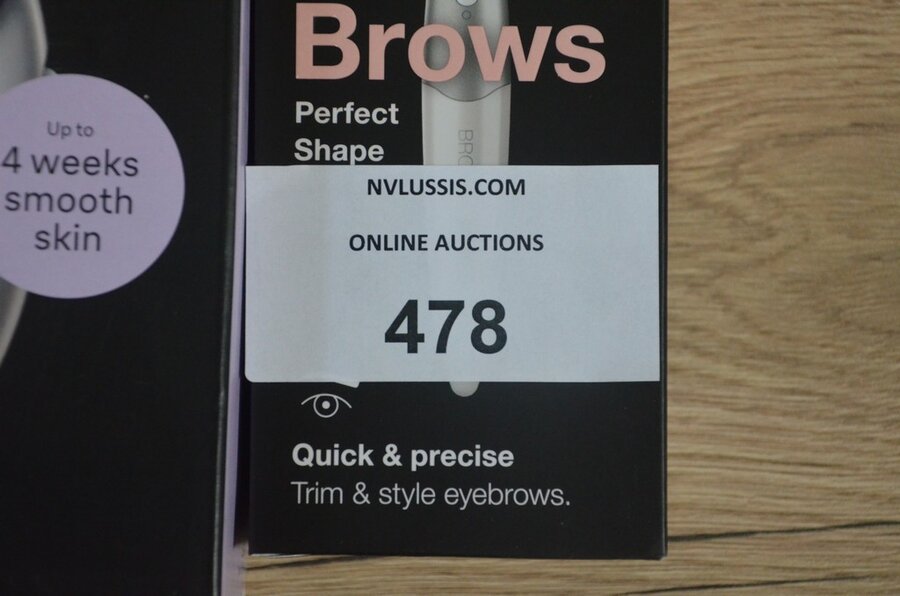 Up to
4 weeks
smooth
skin
Brows
Perfect
Shape
NVLUSSIS.COM
ONLINE AUCTIONS
478
Quick & precise
Trim & style eyebrows.